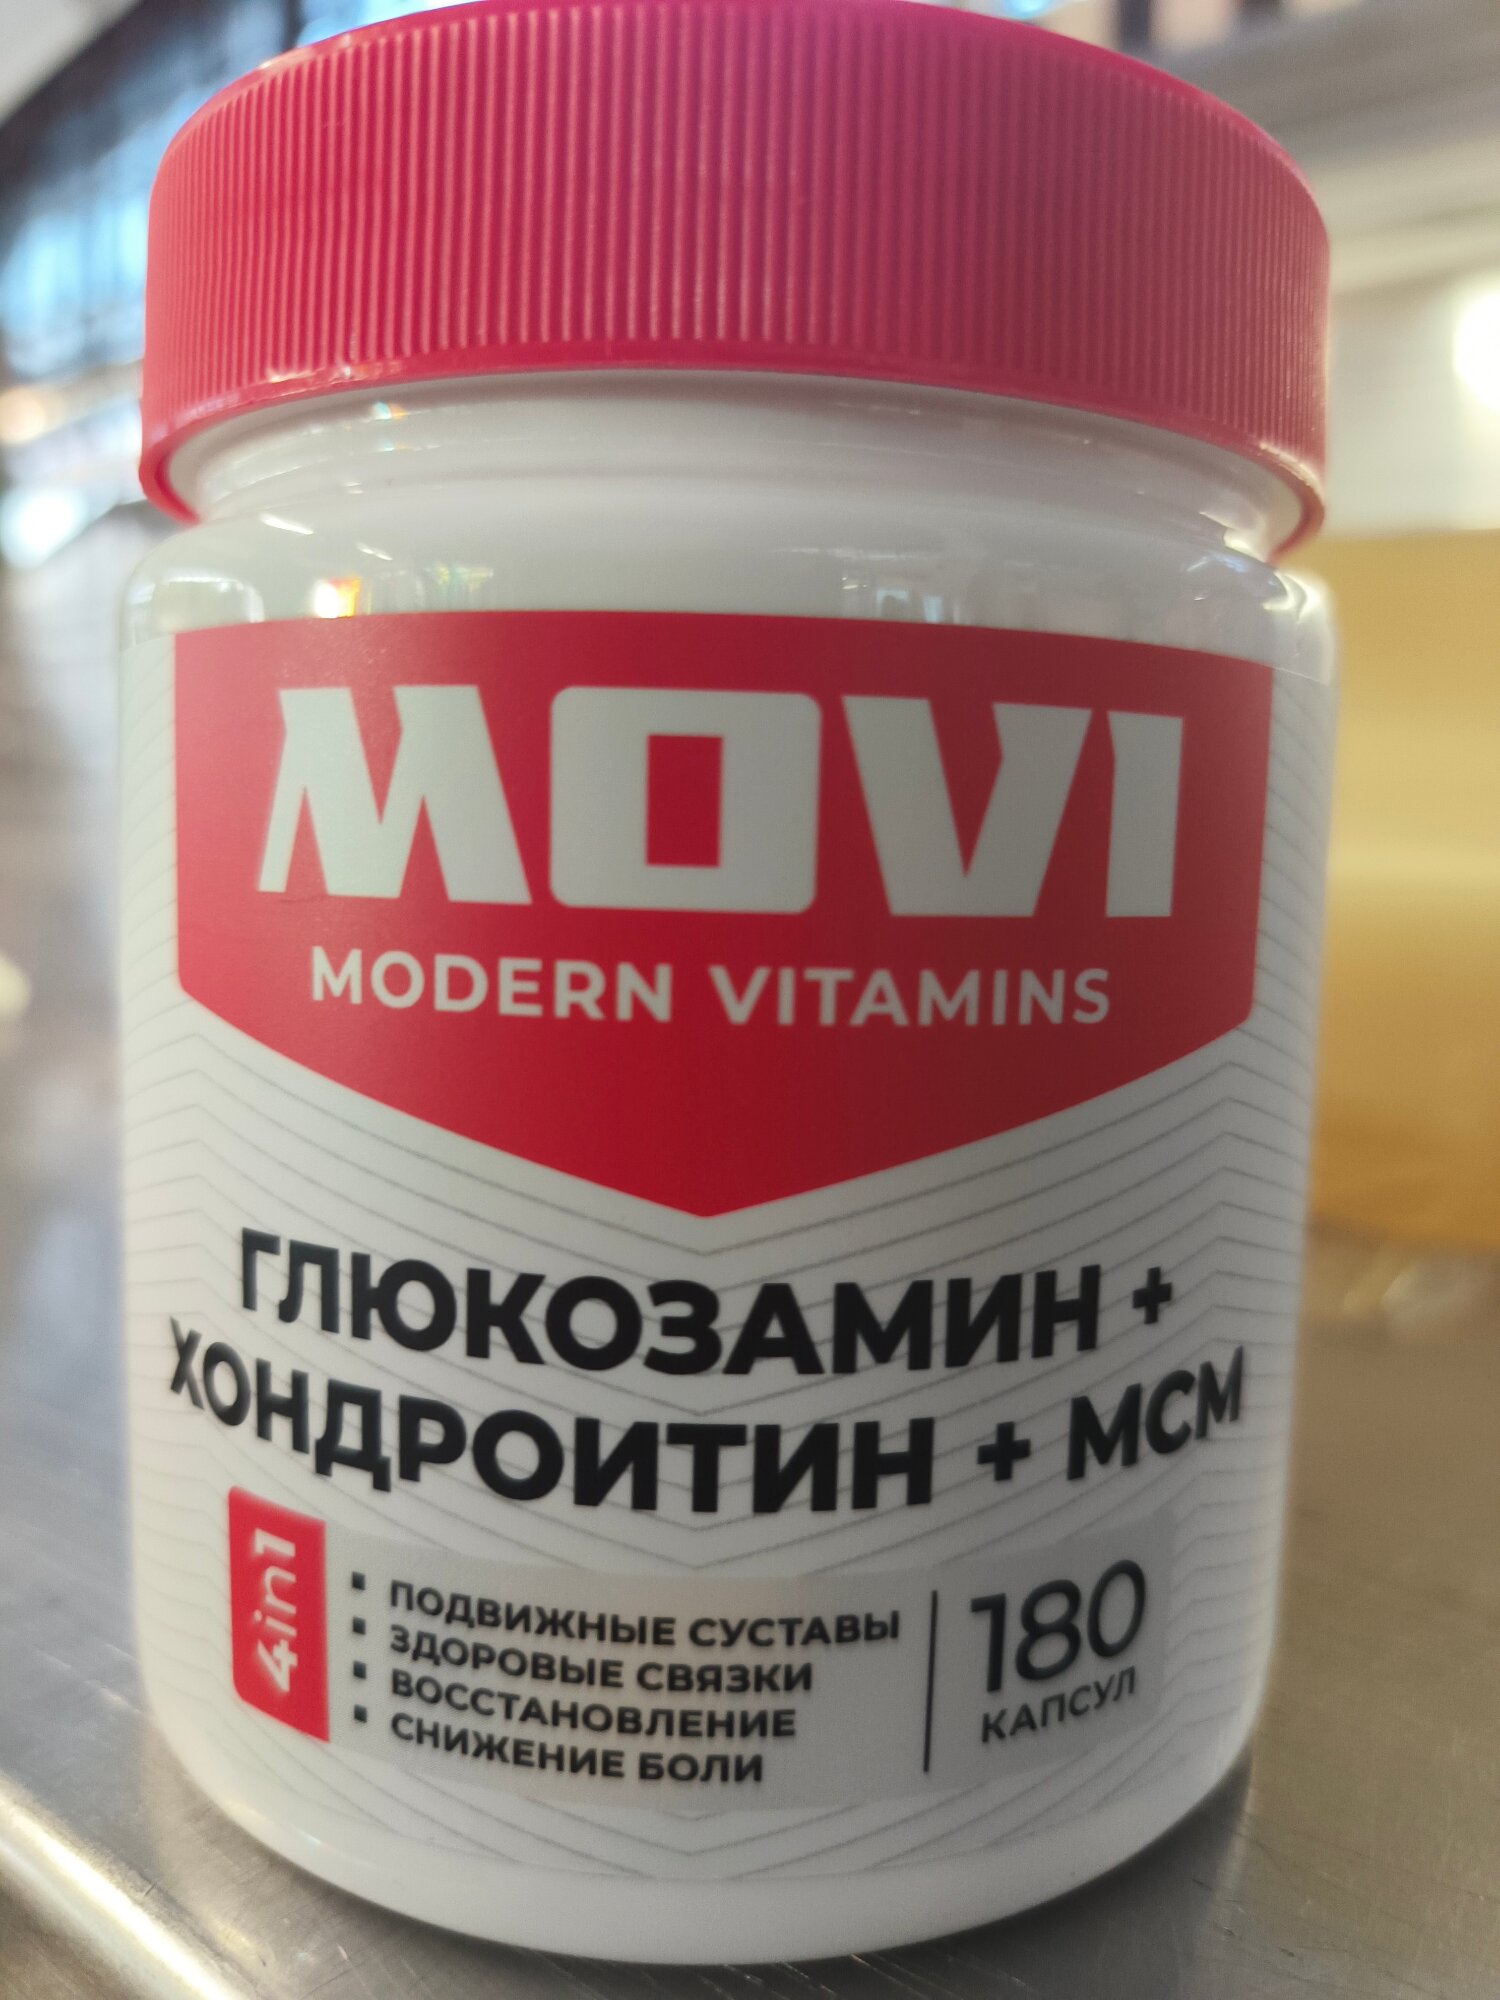 MOVI
MODERN VITAMINS
ГЛЮКОЗАМИН +
ХОНДРОИТИН + МСМ
4in1
▪ ПОДВИЖНЫЕ СУСТАВЫ
▪ ЗДОРОВЫЕ СВЯЗКИ
▪ ВОССТАНОВЛЕНИЕ
▪ СНИЖЕНИЕ БОЛИ
180
КАПСУЛ